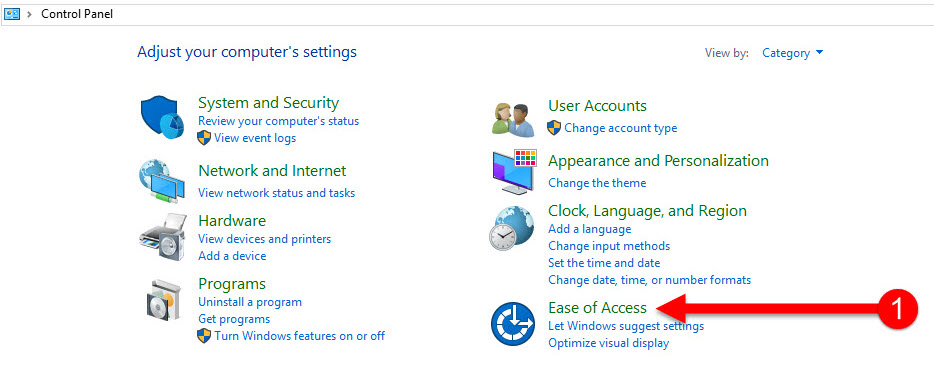 Control Panel
Adjust your computer's settings
View by: Category
System and Security
Review your computer's status
View event logs
Network and Internet
View network status and tasks
Hardware
View devices and printers
Add a device
Programs
Uninstall a program
Get programs
Turn Windows features on or off
User Accounts
Change account type
Appearance and Personalization
Change the theme
Clock, Language, and Region
Add a language
Change input methods
Set the time and date
Change date, time, or number formats
Ease of Access
1
Let Windows suggest settings
Optimize visual display